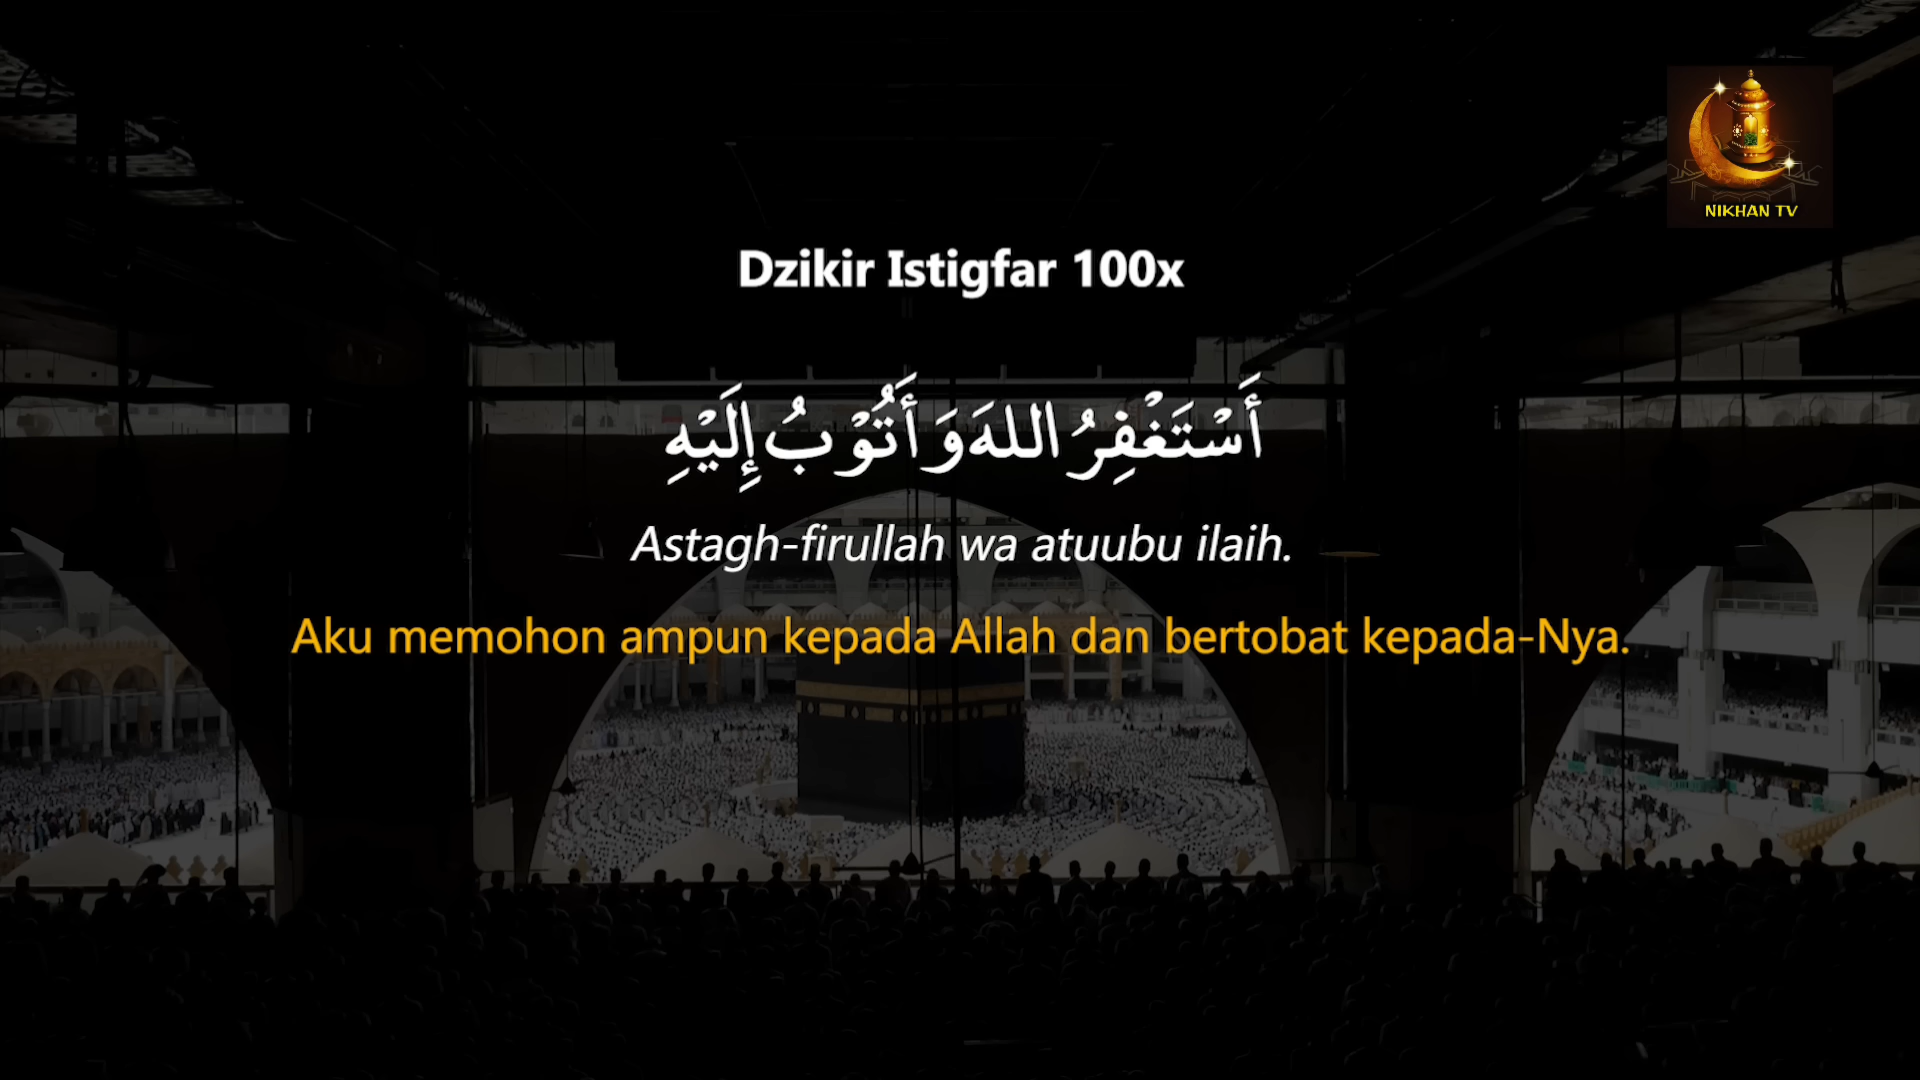 NIKHAN TV
Dzikir Istigfar 100x
أَسْتَغْفِرُ اللهَ وَ أَتُوْبُ إِلَيْهِ
Astagh-firullah wa atuubu ilaih.
Aku memohon ampun kepada Allah dan bertobat kepada-Nya.